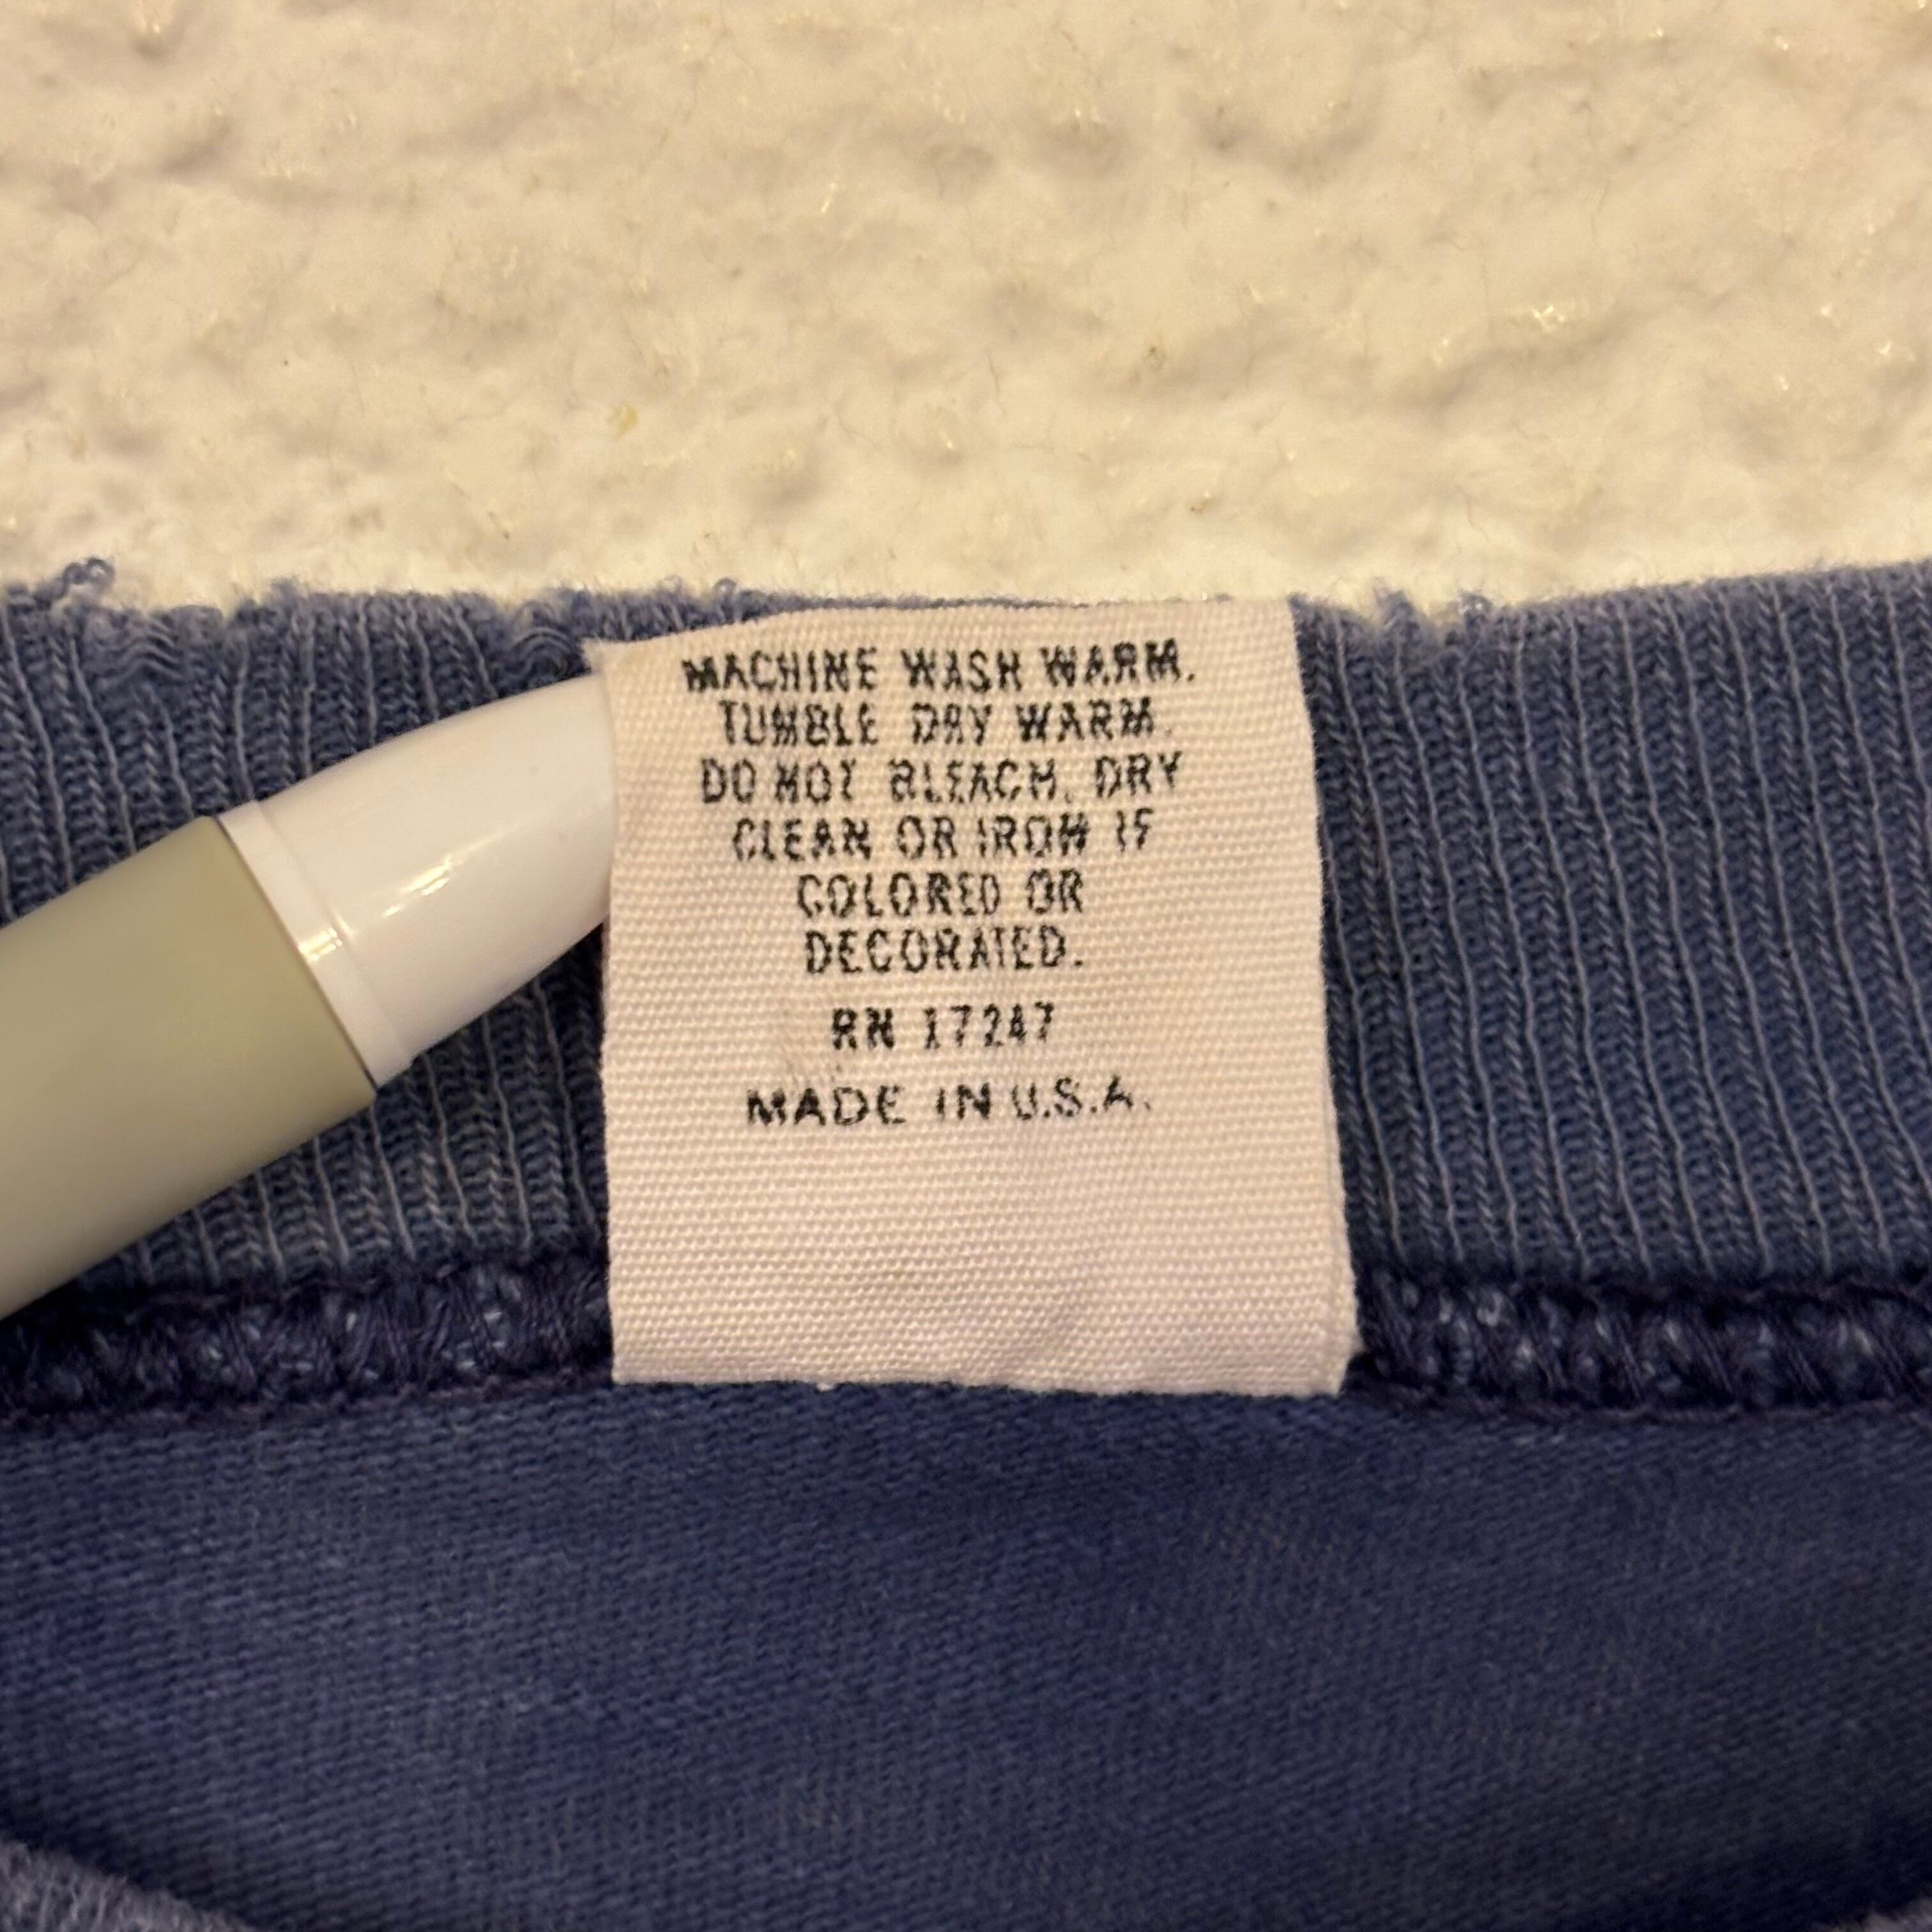 MACHINE WASH WARM.
TUMBLE DRY WARM.
DO NOT BLEACH. DRY
CLEAN OR IRON IF
COLORED OR
DECORATED.
RN 17247
MADE IN U.S.A.